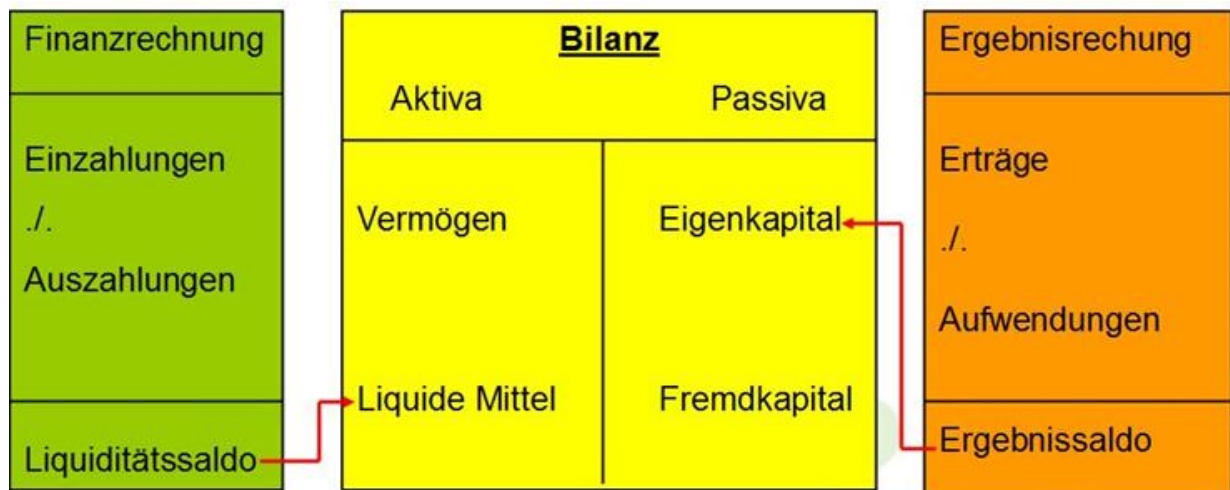 Finanzrechnung
Einzahlungen
./.
Auszahlungen
Liquiditätssaldo
Bilanz
Aktiva Passiva
Vermögen Eigenkapital
Liquide Mittel Fremdkapital
Ergebnisrechung
Erträge
./.
Aufwendungen
Ergebnissaldo